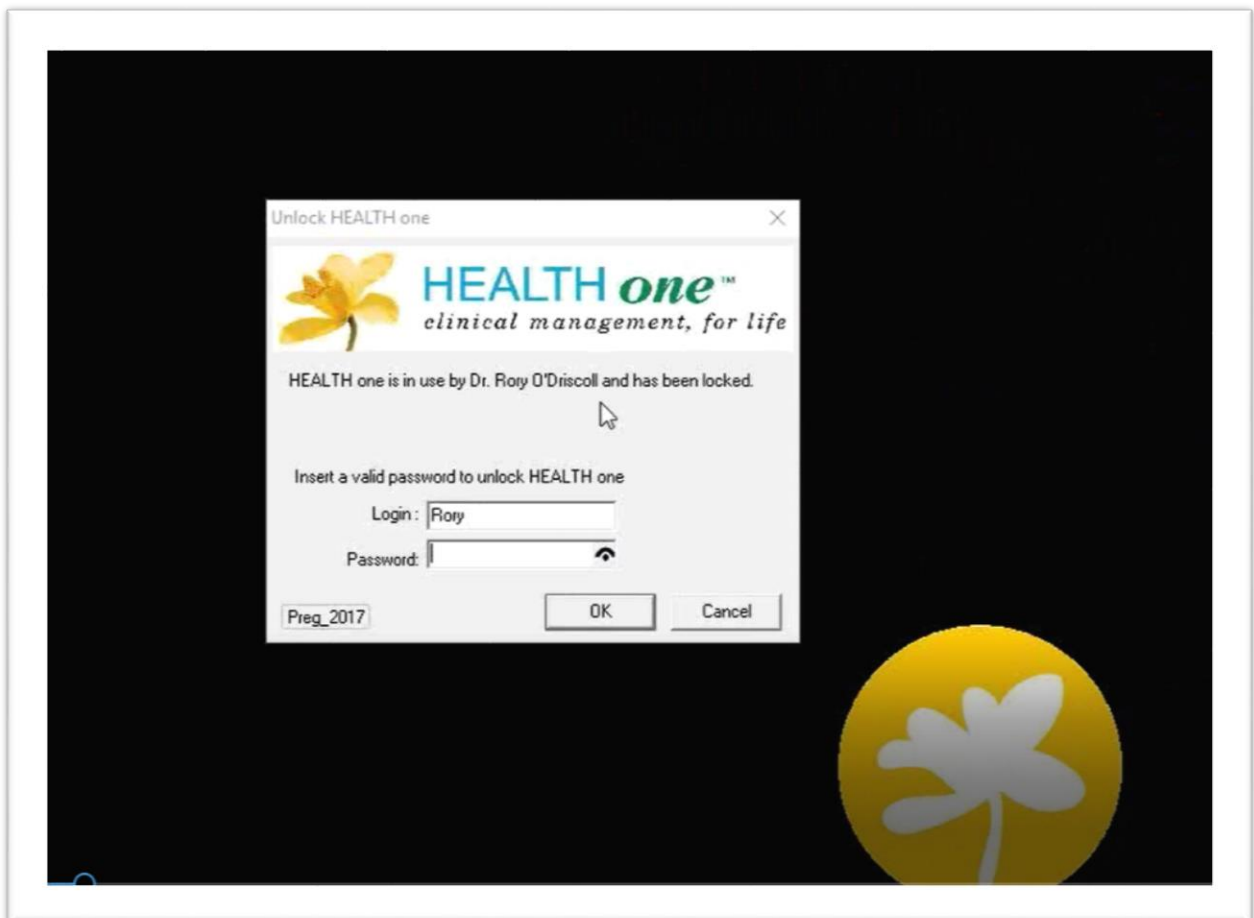 Unlock HEALTH one
HEALTH one™
clinical management, for life
HEALTH one is in use by Dr. Rory O'Driscoll and has been locked.
Insert a valid password to unlock HEALTH one
Login : Rory
Password:
Preg_2017
OK Cancel